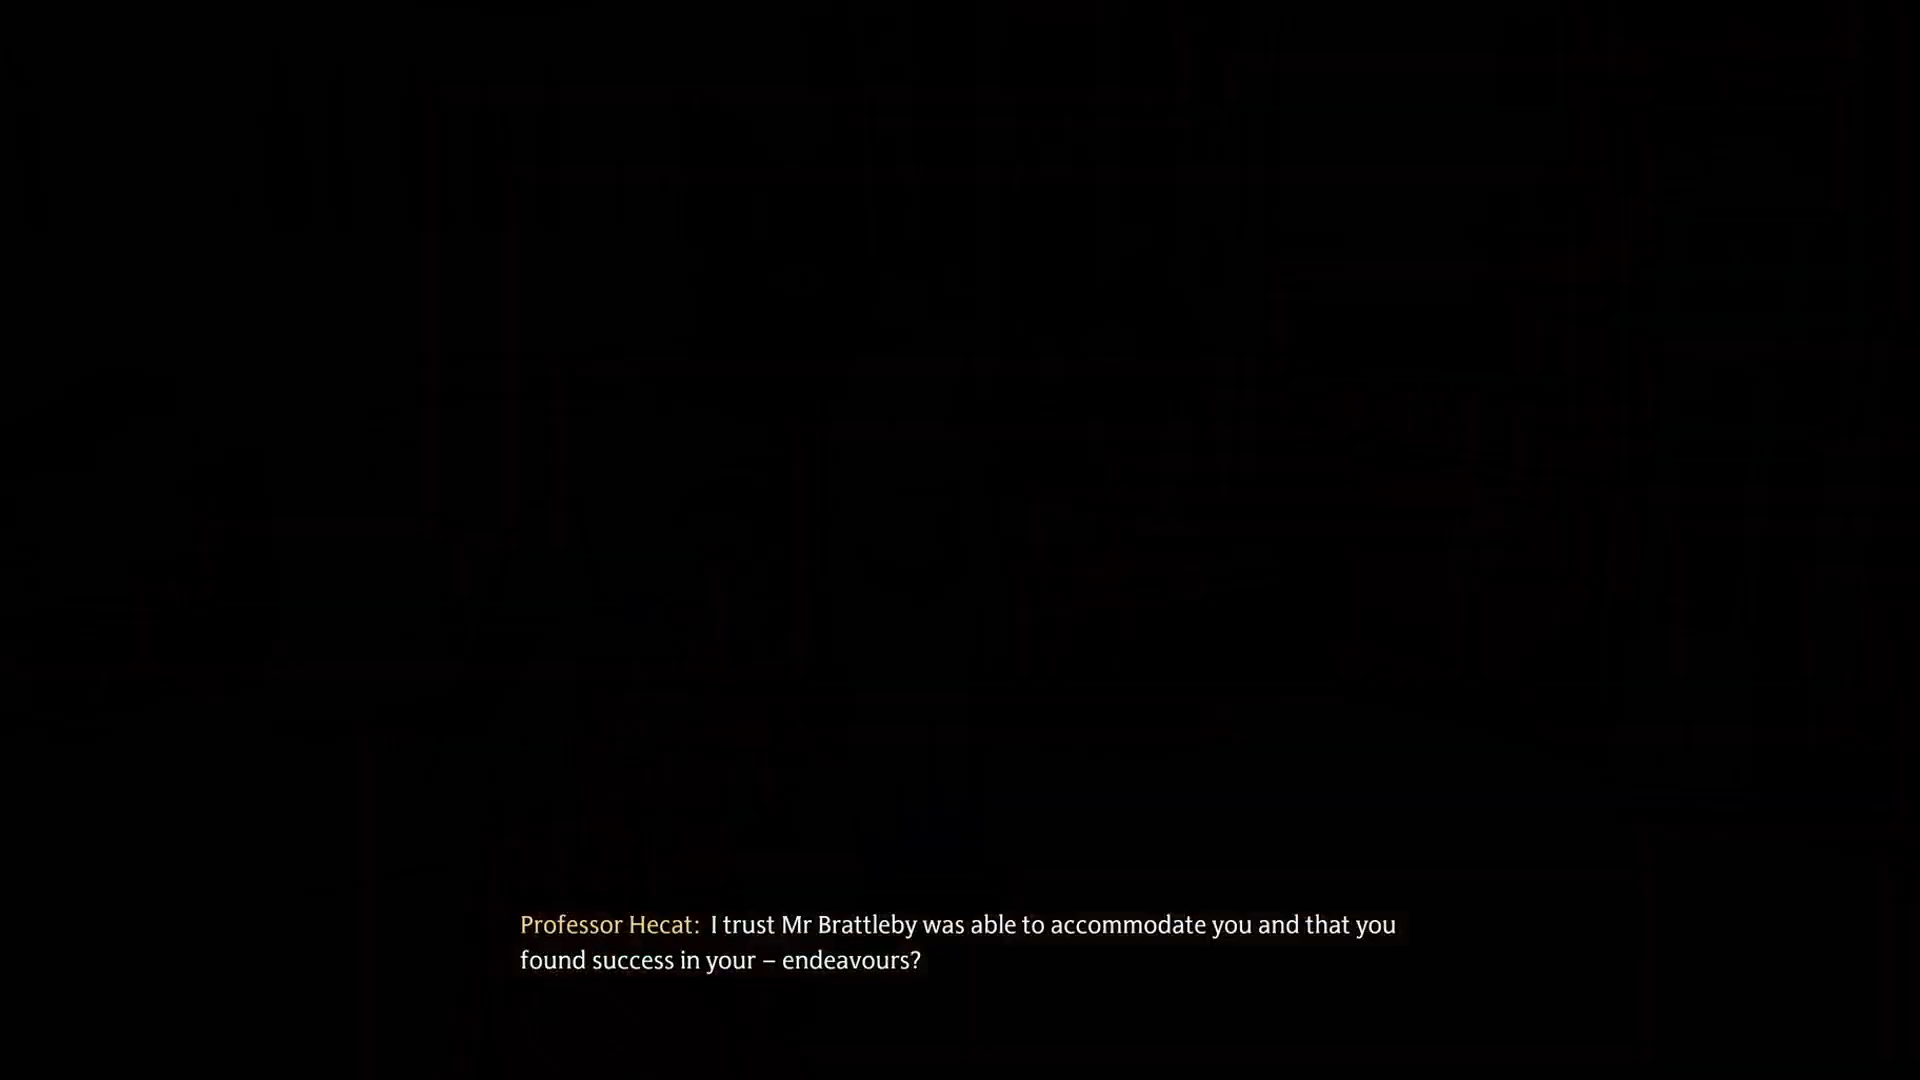 Professor Hecat: I trust Mr Brattleby was able to accommodate you and that you
found success in your – endeavours?